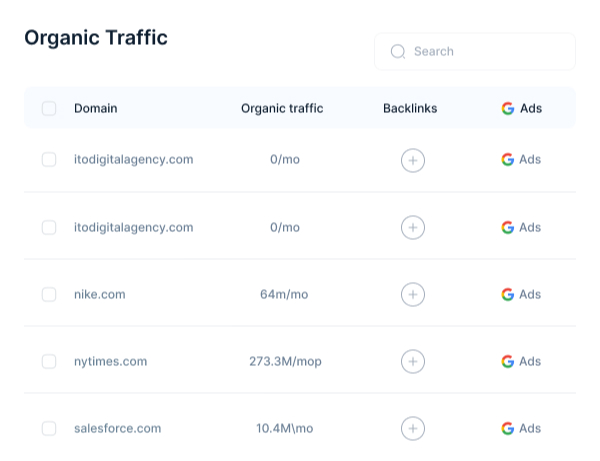 Organic Traffic
Search
Domain Organic traffic Backlinks Ads
itodigitalagency.com 0/mo Ads
itodigitalagency.com 0/mo Ads
nike.com 64m/mo Ads
nytimes.com 273.3M/mop Ads
salesforce.com 10.4M\mo Ads